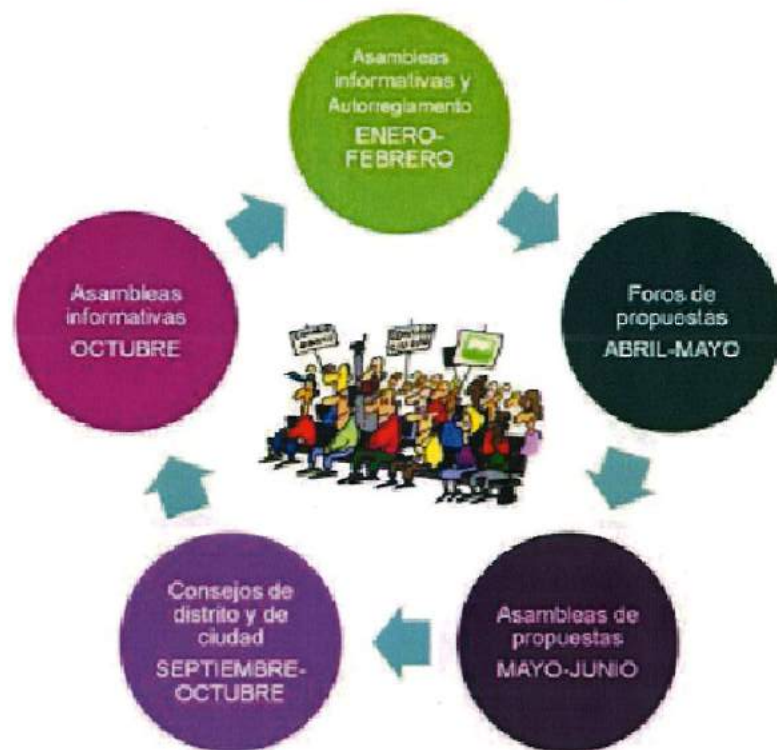 Asambleas
informativas y
Autorreglamento
ENERO-
FEBRERO
Foros de
propuestas
ABRIL-MAYO
Asambleas de
propuestas
MAYO-JUNIO
Consejos de
distrito y de
ciudad
SEPTIEMBRE-
OCTUBRE
Asambleas
informativas
OCTUBRE